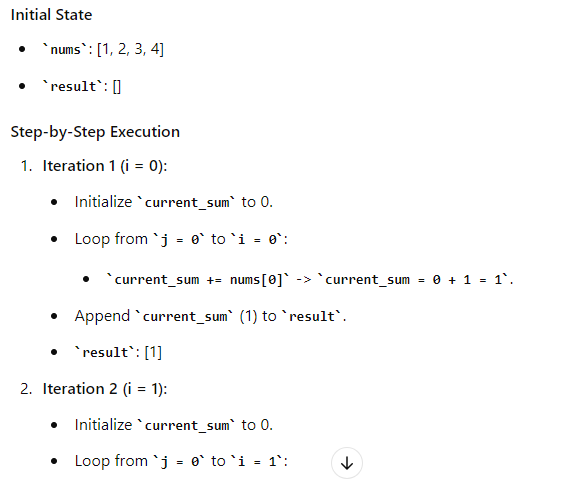 Initial State
• `nums`: [1, 2, 3, 4]
• `result`: []
Step-by-Step Execution
1. Iteration 1 (i = 0):
• Initialize `current_sum` to 0.
• Loop from `j = 0` to `i = 0`:
• `current_sum += nums[0]` -> `current_sum = 0 + 1 = 1`.
• Append `current_sum` (1) to `result`.
• `result`: [1]
2. Iteration 2 (i = 1):
• Initialize `current_sum` to 0.
• Loop from `j = 0` to `i = 1`: